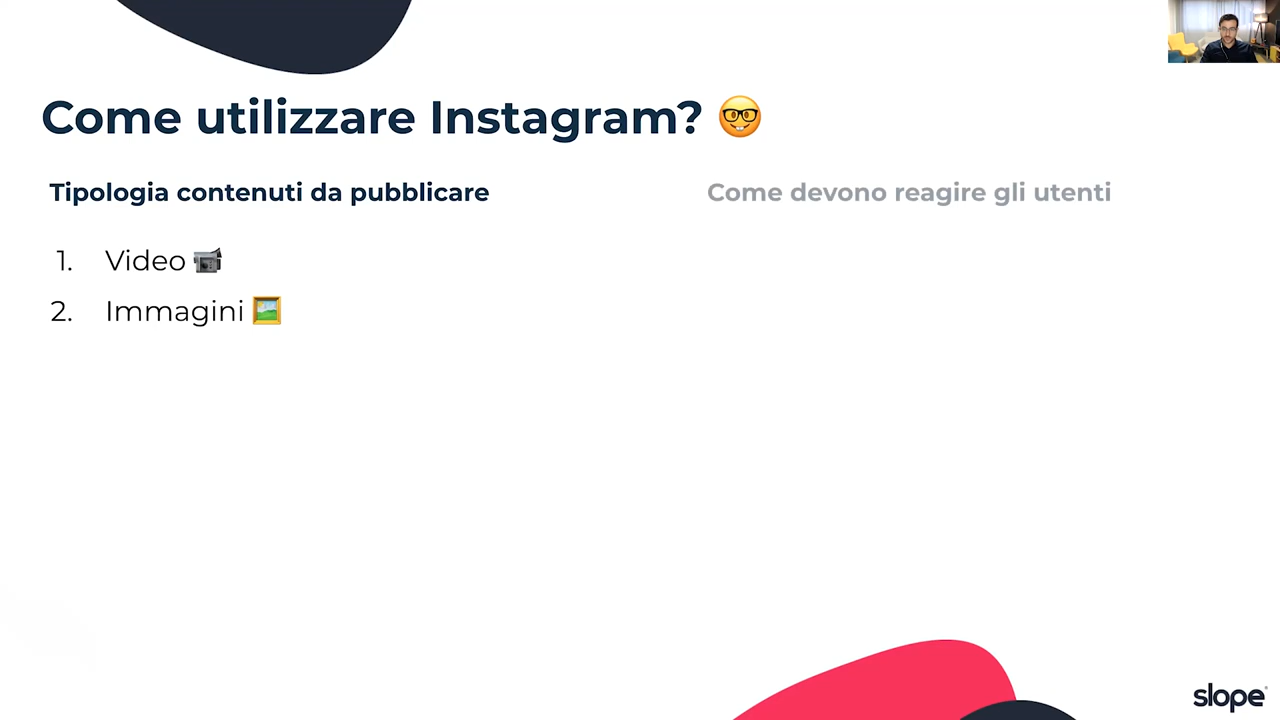 Come utilizzare Instagram? 🤓
Tipologia contenuti da pubblicare
1. Video 📹
2. Immagini 🖼️
Come devono reagire gli utenti
slope